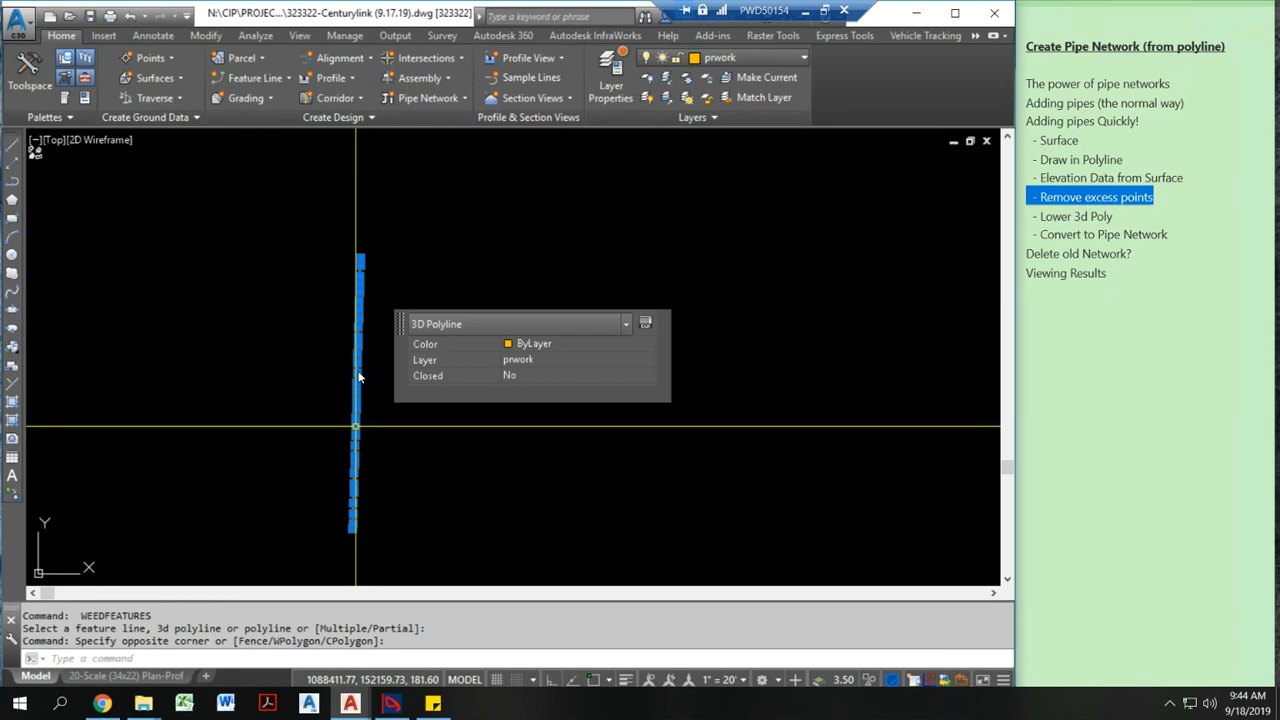 N:\CIP\PROJEC...\323322-Centurylink (9.17.19).dwg [323322]
Type a keyword or phrase
PWD50154
C3D
Home Insert Annotate Modify Analyze View Manage Output Survey Autodesk 360 Autodesk InfraWorks Help Add-ins Raster Tools Express Tools Vehicle Tracking
Toolspace
Points
Surfaces
Traverse
Parcel
Feature Line
Grading
Alignment
Profile
Corridor
Intersections
Assembly
Pipe Network
Profile View
Sample Lines
Section Views
Layer
Properties
prwork
Make Current
Match Layer
Palettes
Create Ground Data
Create Design
Profile & Section Views
Layers
[−][Top][2D Wireframe]
3D Polyline
Color ByLayer
Layer prwork
Closed No
Y
X
Command: WEEDFEATURES
Select a feature line, 3d polyline or polyline or [Multiple/Partial]:
Command: Specify opposite corner or [Fence/WPolygon/CPolygon]:
Type a command
Model 20-Scale (34x22) Plan-Prof
1088411.77, 152159.73, 181.60 MODEL 1" = 20' 3.50
Create Pipe Network (from polyline)
The power of pipe networks
Adding pipes (the normal way)
Adding pipes Quickly!
- Surface
- Draw in Polyline
- Elevation Data from Surface
- Remove excess points
- Lower 3d Poly
- Convert to Pipe Network
Delete old Network?
Viewing Results
9:44 AM
9/18/2019